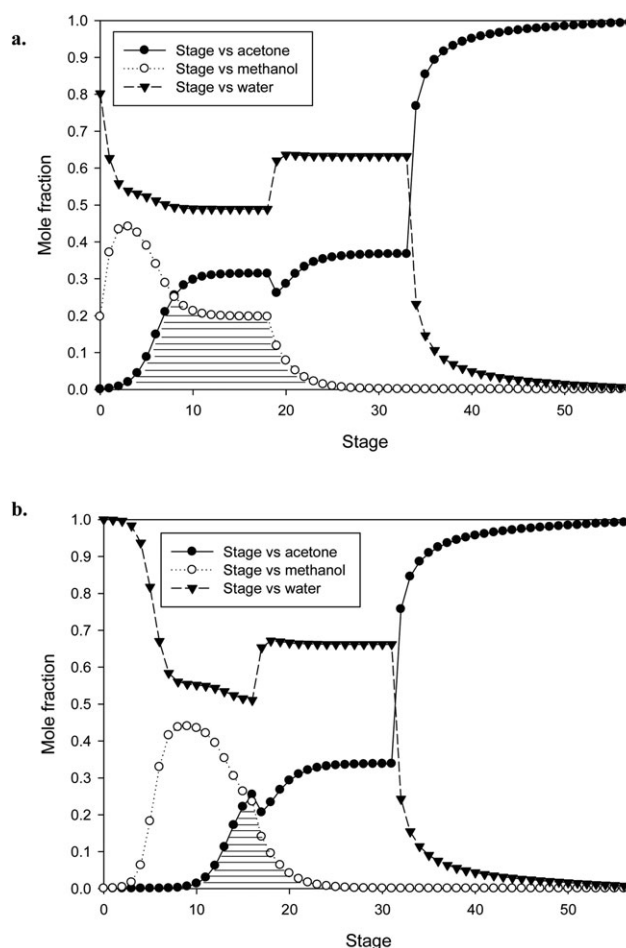 a.
Stage vs acetone
Stage vs methanol
Stage vs water
Mole fraction
1.0
0.9
0.8
0.7
0.6
0.5
0.4
0.3
0.2
0.1
0.0
0 10 20 30 40 50
Stage
b.
Stage vs acetone
Stage vs methanol
Stage vs water
Mole fraction
1.0
0.9
0.8
0.7
0.6
0.5
0.4
0.3
0.2
0.1
0.0
0 10 20 30 40 50
Stage